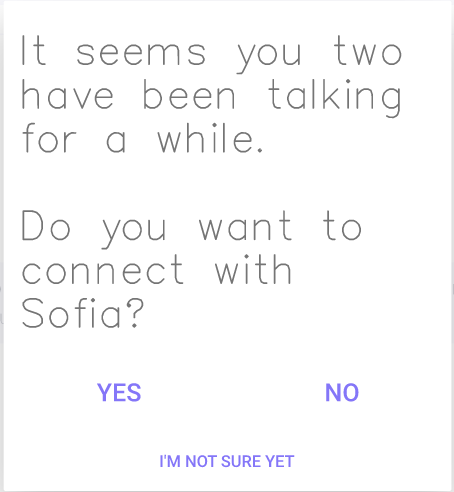 It seems you two
have been talking
for a while.
Do you want to
connect with
Sofia?
YES NO
I'M NOT SURE YET